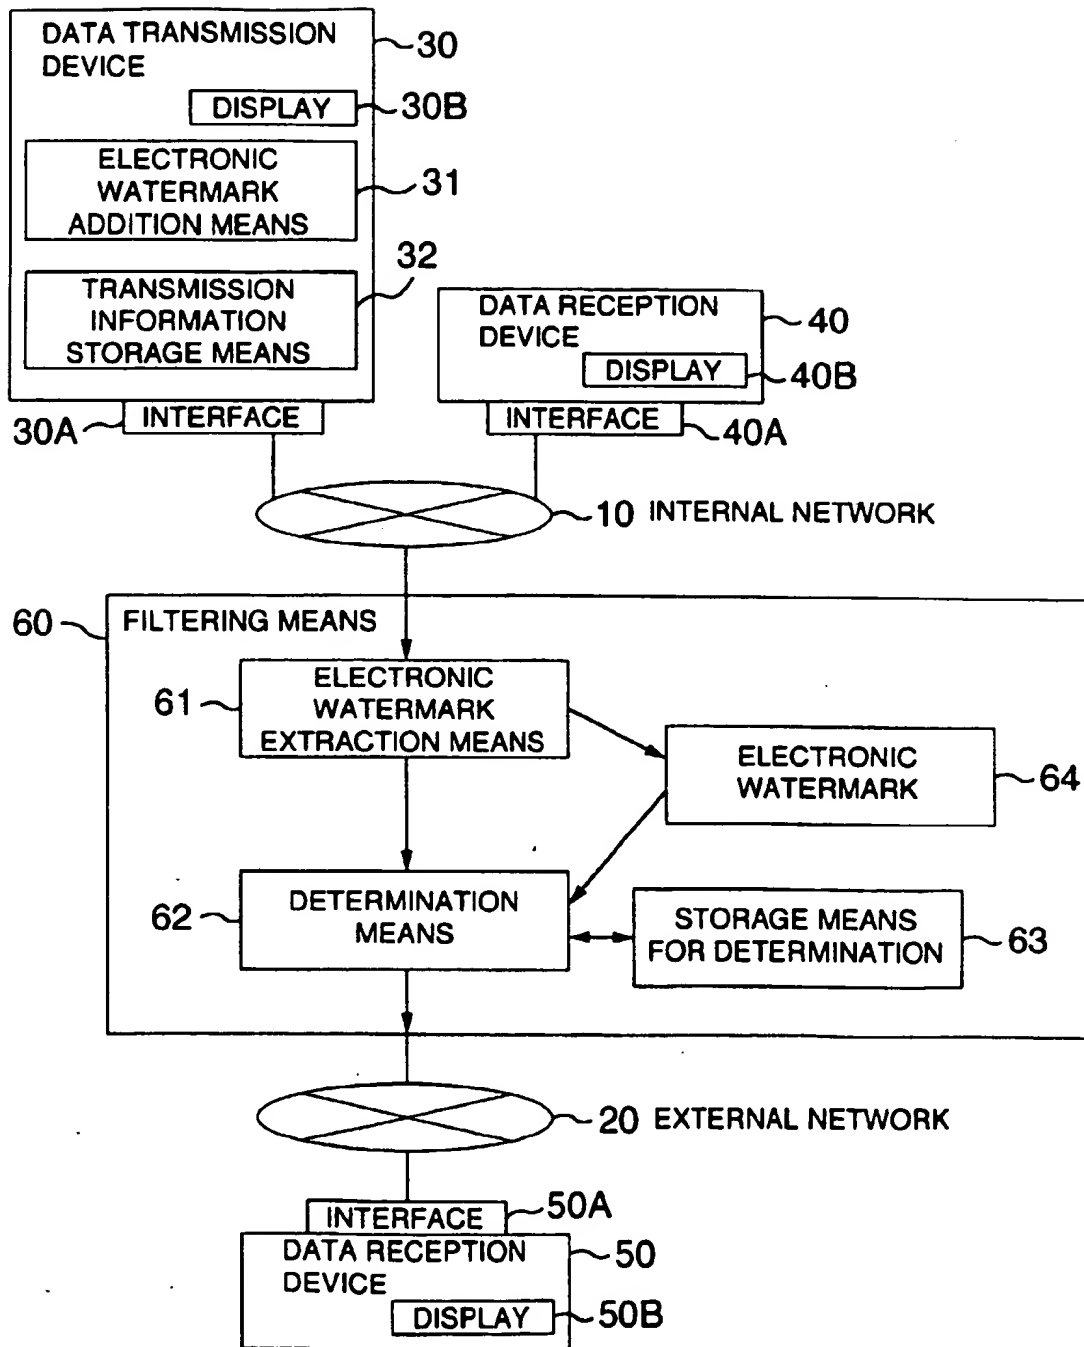 DATA TRANSMISSION
DEVICE
30
DISPLAY
30B
ELECTRONIC
WATERMARK
ADDITION MEANS
31
32
TRANSMISSION
INFORMATION
STORAGE MEANS
INTERFACE
30A
DATA RECEPTION
DEVICE
40
DISPLAY
40B
INTERFACE
40A
10 INTERNAL NETWORK
60
FILTERING MEANS
61
ELECTRONIC
WATERMARK
EXTRACTION MEANS
ELECTRONIC
WATERMARK
64
62
DETERMINATION
MEANS
STORAGE MEANS
FOR DETERMINATION
63
20 EXTERNAL NETWORK
INTERFACE
50A
DATA RECEPTION
DEVICE
50
DISPLAY
50B